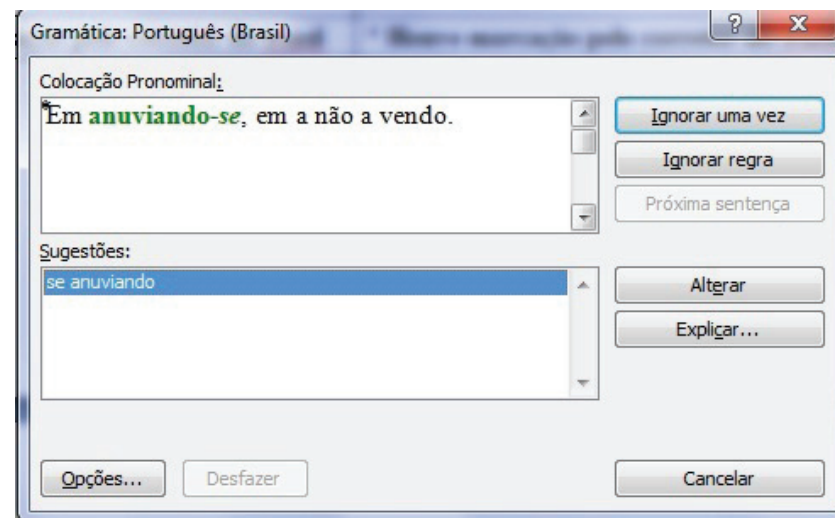 Gramática: Português (Brasil)
Colocação Pronominal:
*Em anuviando-se, em a não a vendo.
Ignorar uma vez
Ignorar regra
Próxima sentença
Sugestões:
se anuviando
Alterar
Explicar...
Opções...
Desfazer
Cancelar